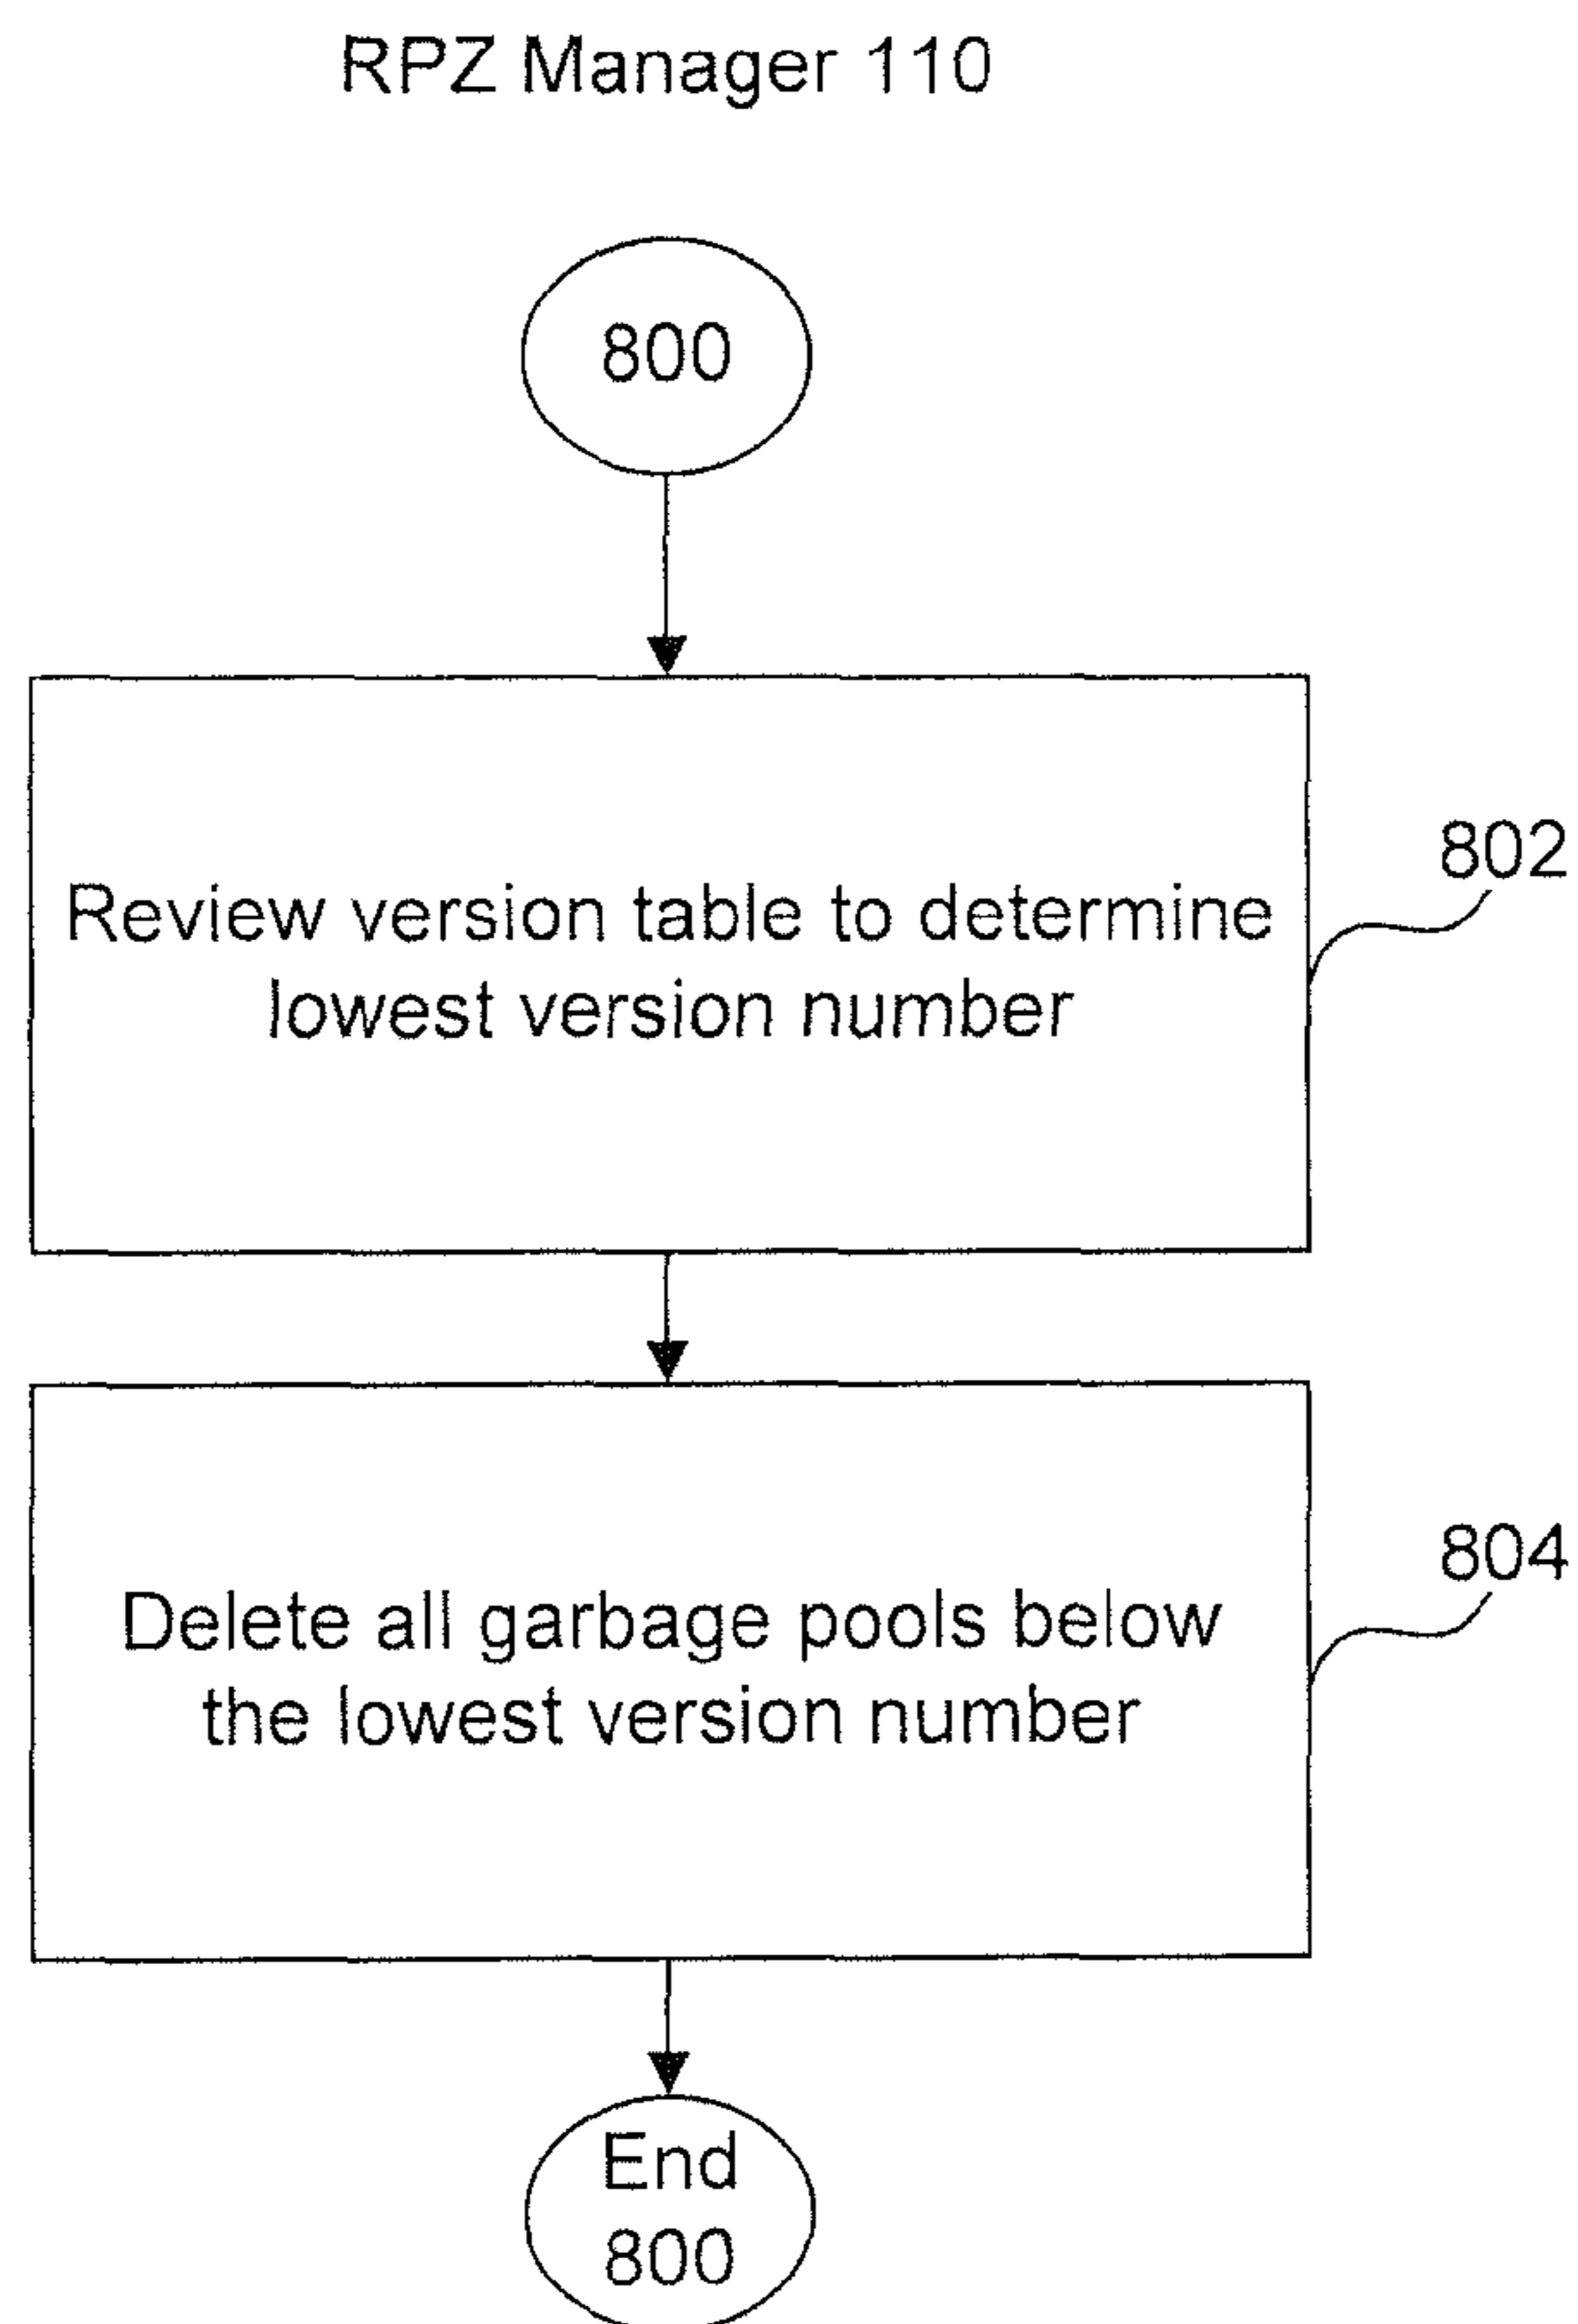 RPZ Manager 110
800
802
Review version table to determine
lowest version number
804
Delete all garbage pools below
the lowest version number
End
800